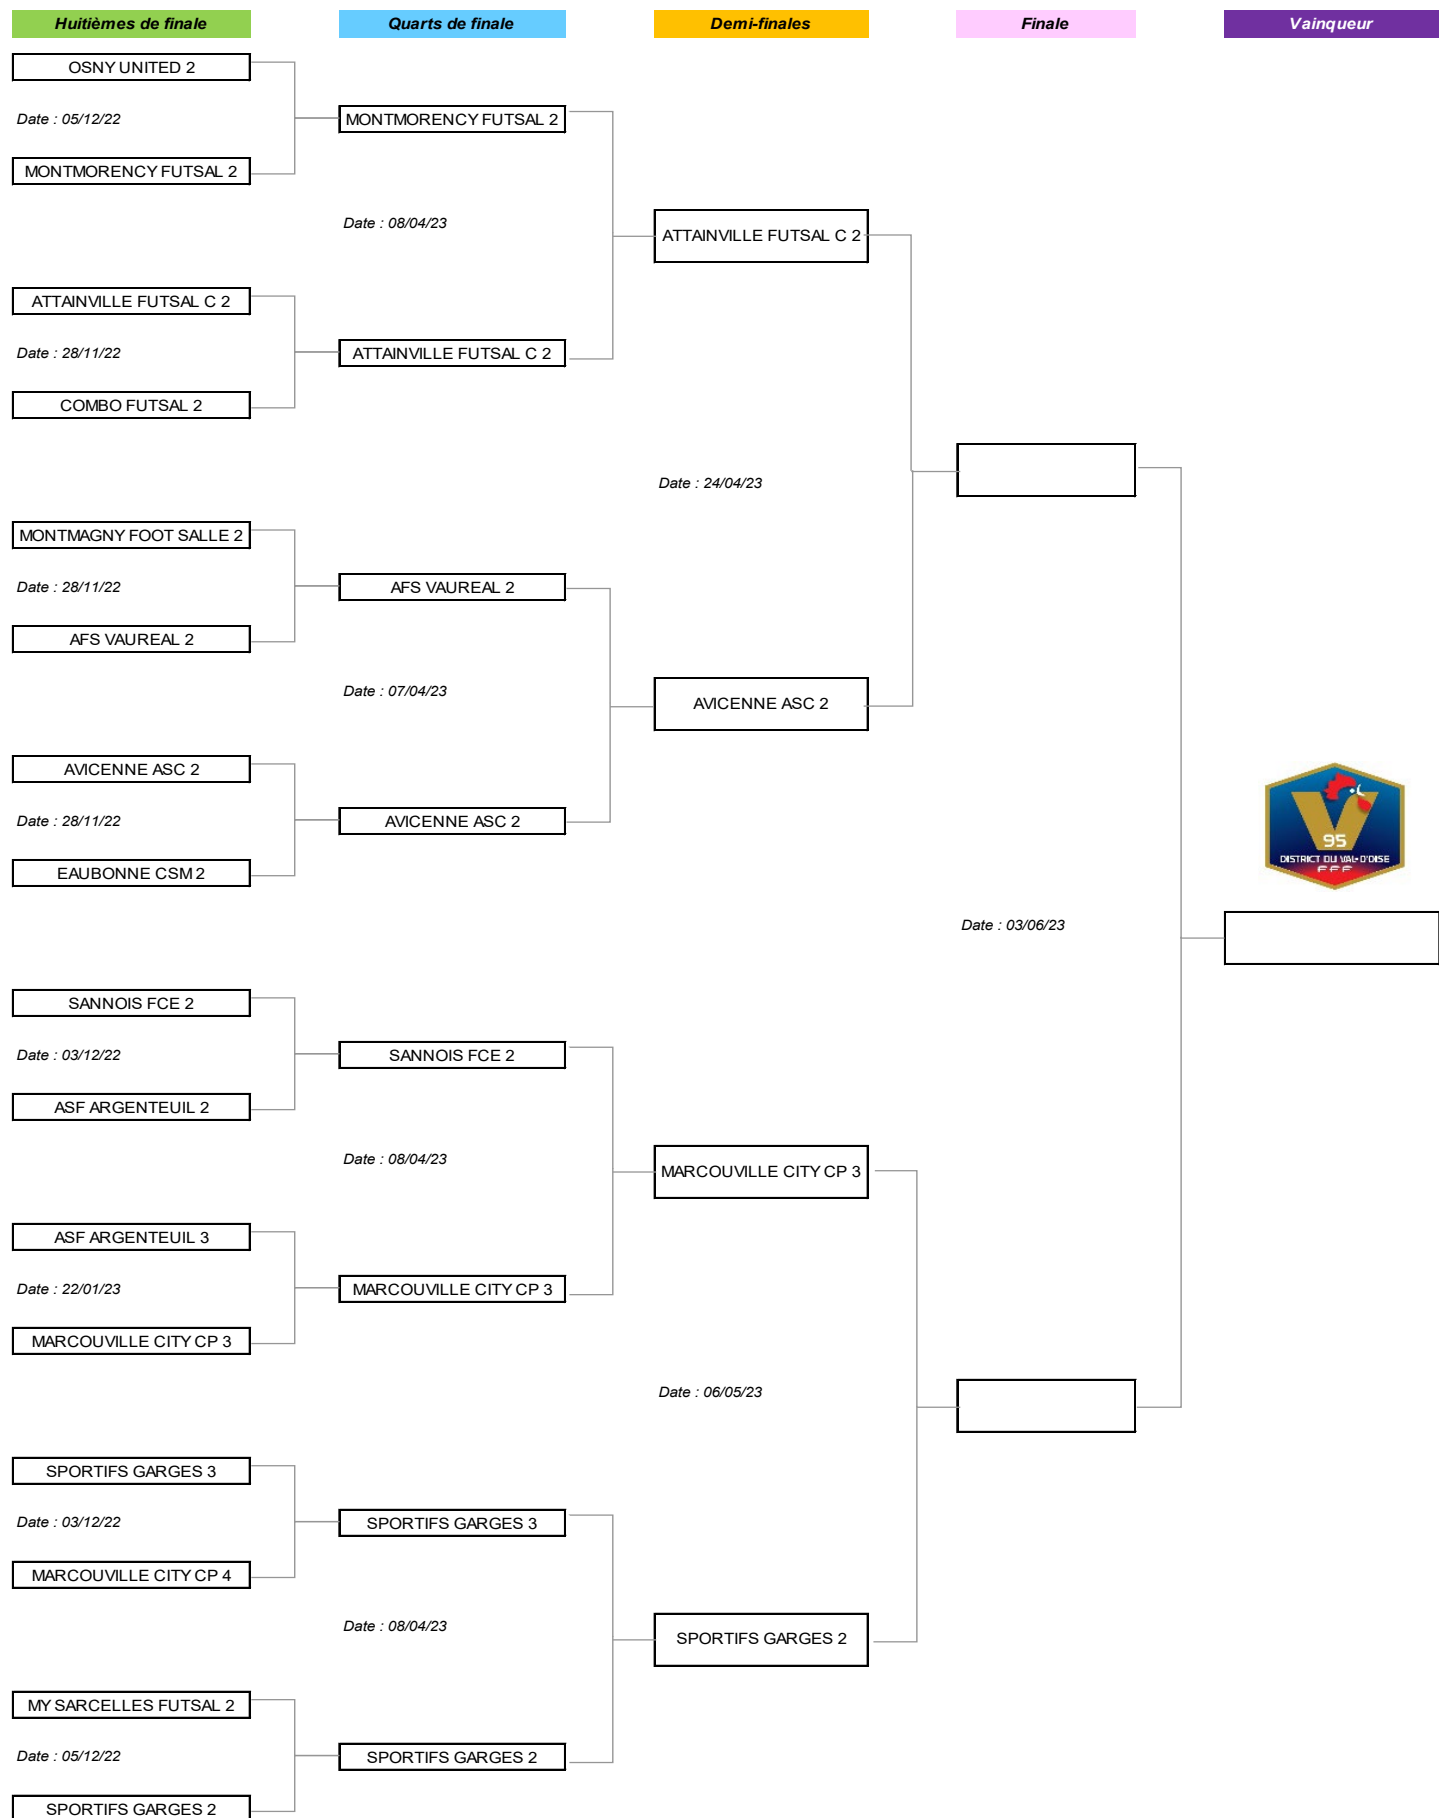 Huitièmes de finale
Quarts de finale
Demi-finales
Finale
Vainqueur
OSNY UNITED 2
Date : 05/12/22
MONTMORENCY FUTSAL 2
MONTMORENCY FUTSAL 2
Date : 08/04/23
ATTAINVILLE FUTSAL C 2
ATTAINVILLE FUTSAL C 2
Date : 28/11/22
ATTAINVILLE FUTSAL C 2
COMBO FUTSAL 2
Date : 24/04/23
MONTMAGNY FOOT SALLE 2
Date : 28/11/22
AFS VAUREAL 2
AFS VAUREAL 2
Date : 07/04/23
AVICENNE ASC 2
AVICENNE ASC 2
Date : 28/11/22
AVICENNE ASC 2
EAUBONNE CSM 2
95
DISTRICT DU VAL-D'OISE
FFF
Date : 03/06/23
SANNOIS FCE 2
Date : 03/12/22
SANNOIS FCE 2
ASF ARGENTEUIL 2
Date : 08/04/23
MARCOUVILLE CITY CP 3
ASF ARGENTEUIL 3
Date : 22/01/23
MARCOUVILLE CITY CP 3
MARCOUVILLE CITY CP 3
Date : 06/05/23
SPORTIFS GARGES 3
Date : 03/12/22
SPORTIFS GARGES 3
MARCOUVILLE CITY CP 4
Date : 08/04/23
SPORTIFS GARGES 2
MY SARCELLES FUTSAL 2
Date : 05/12/22
SPORTIFS GARGES 2
SPORTIFS GARGES 2